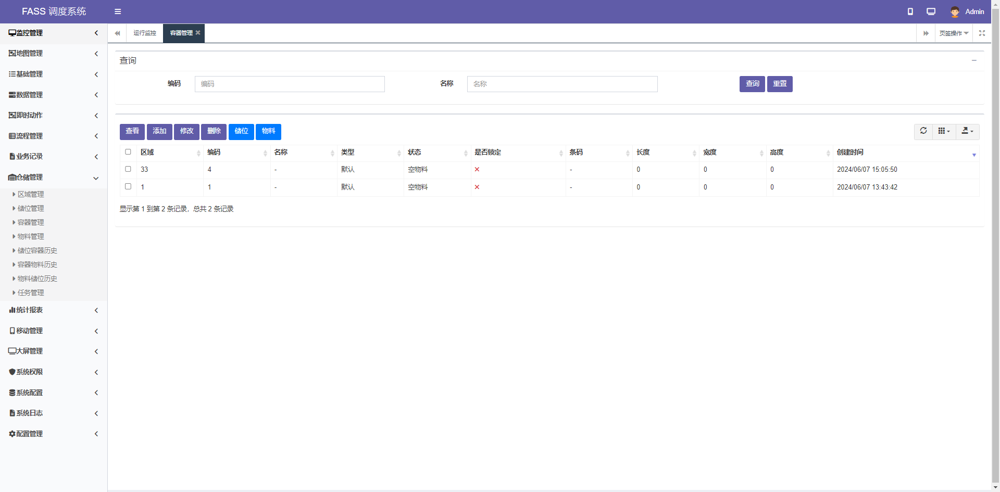 FASS 调度系统
Admin
监控管理
地图管理
基础管理
数据管理
即时动作
流程管理
业务记录
仓储管理
区域管理
储位管理
容器管理
物料管理
储位容器历史
容器物料历史
物料储位历史
任务管理
统计报表
移动管理
大屏管理
系统权限
系统配置
系统日志
配置管理
运行监控 容器管理 页签操作
查询
编码 编码 名称 名称 查询 重置
查看 添加 修改 删除 储位 物料
区域 编码 名称 类型 状态 是否锁定 条码 长度 宽度 高度 创建时间
33 4 - 默认 空物料 - 0 0 0 2024/06/07 15:05:50
1 1 - 默认 空物料 - 0 0 0 2024/06/07 13:43:42
显示第 1 到第 2 条记录，总共 2 条记录